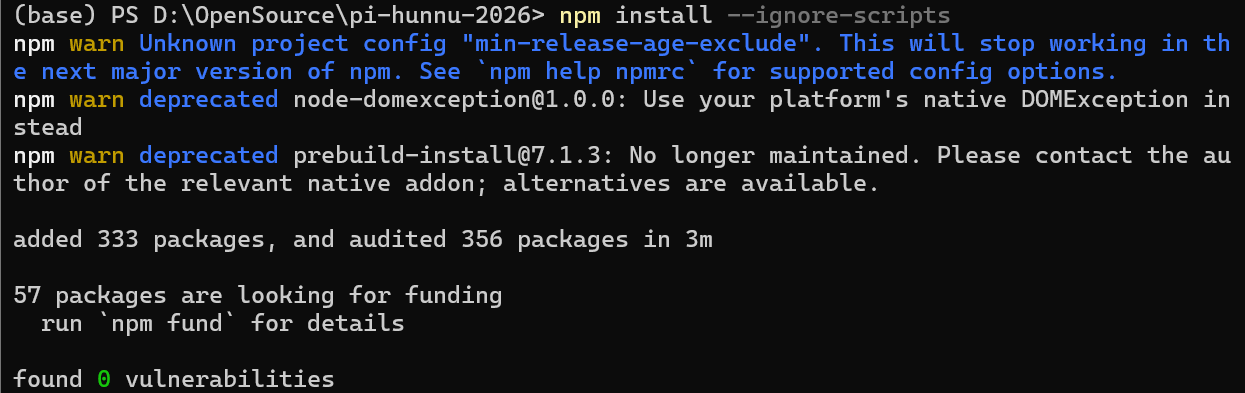 (base) PS D:\OpenSource\pi-hunnu-2026> npm install --ignore-scripts
npm warn Unknown project config "min-release-age-exclude". This will stop working in th
e next major version of npm. See `npm help npmrc` for supported config options.
npm warn deprecated node-domexception@1.0.0: Use your platform's native DOMException in
stead
npm warn deprecated prebuild-install@7.1.3: No longer maintained. Please contact the au
thor of the relevant native addon; alternatives are available.

added 333 packages, and audited 356 packages in 3m

57 packages are looking for funding
  run `npm fund` for details

found 0 vulnerabilities